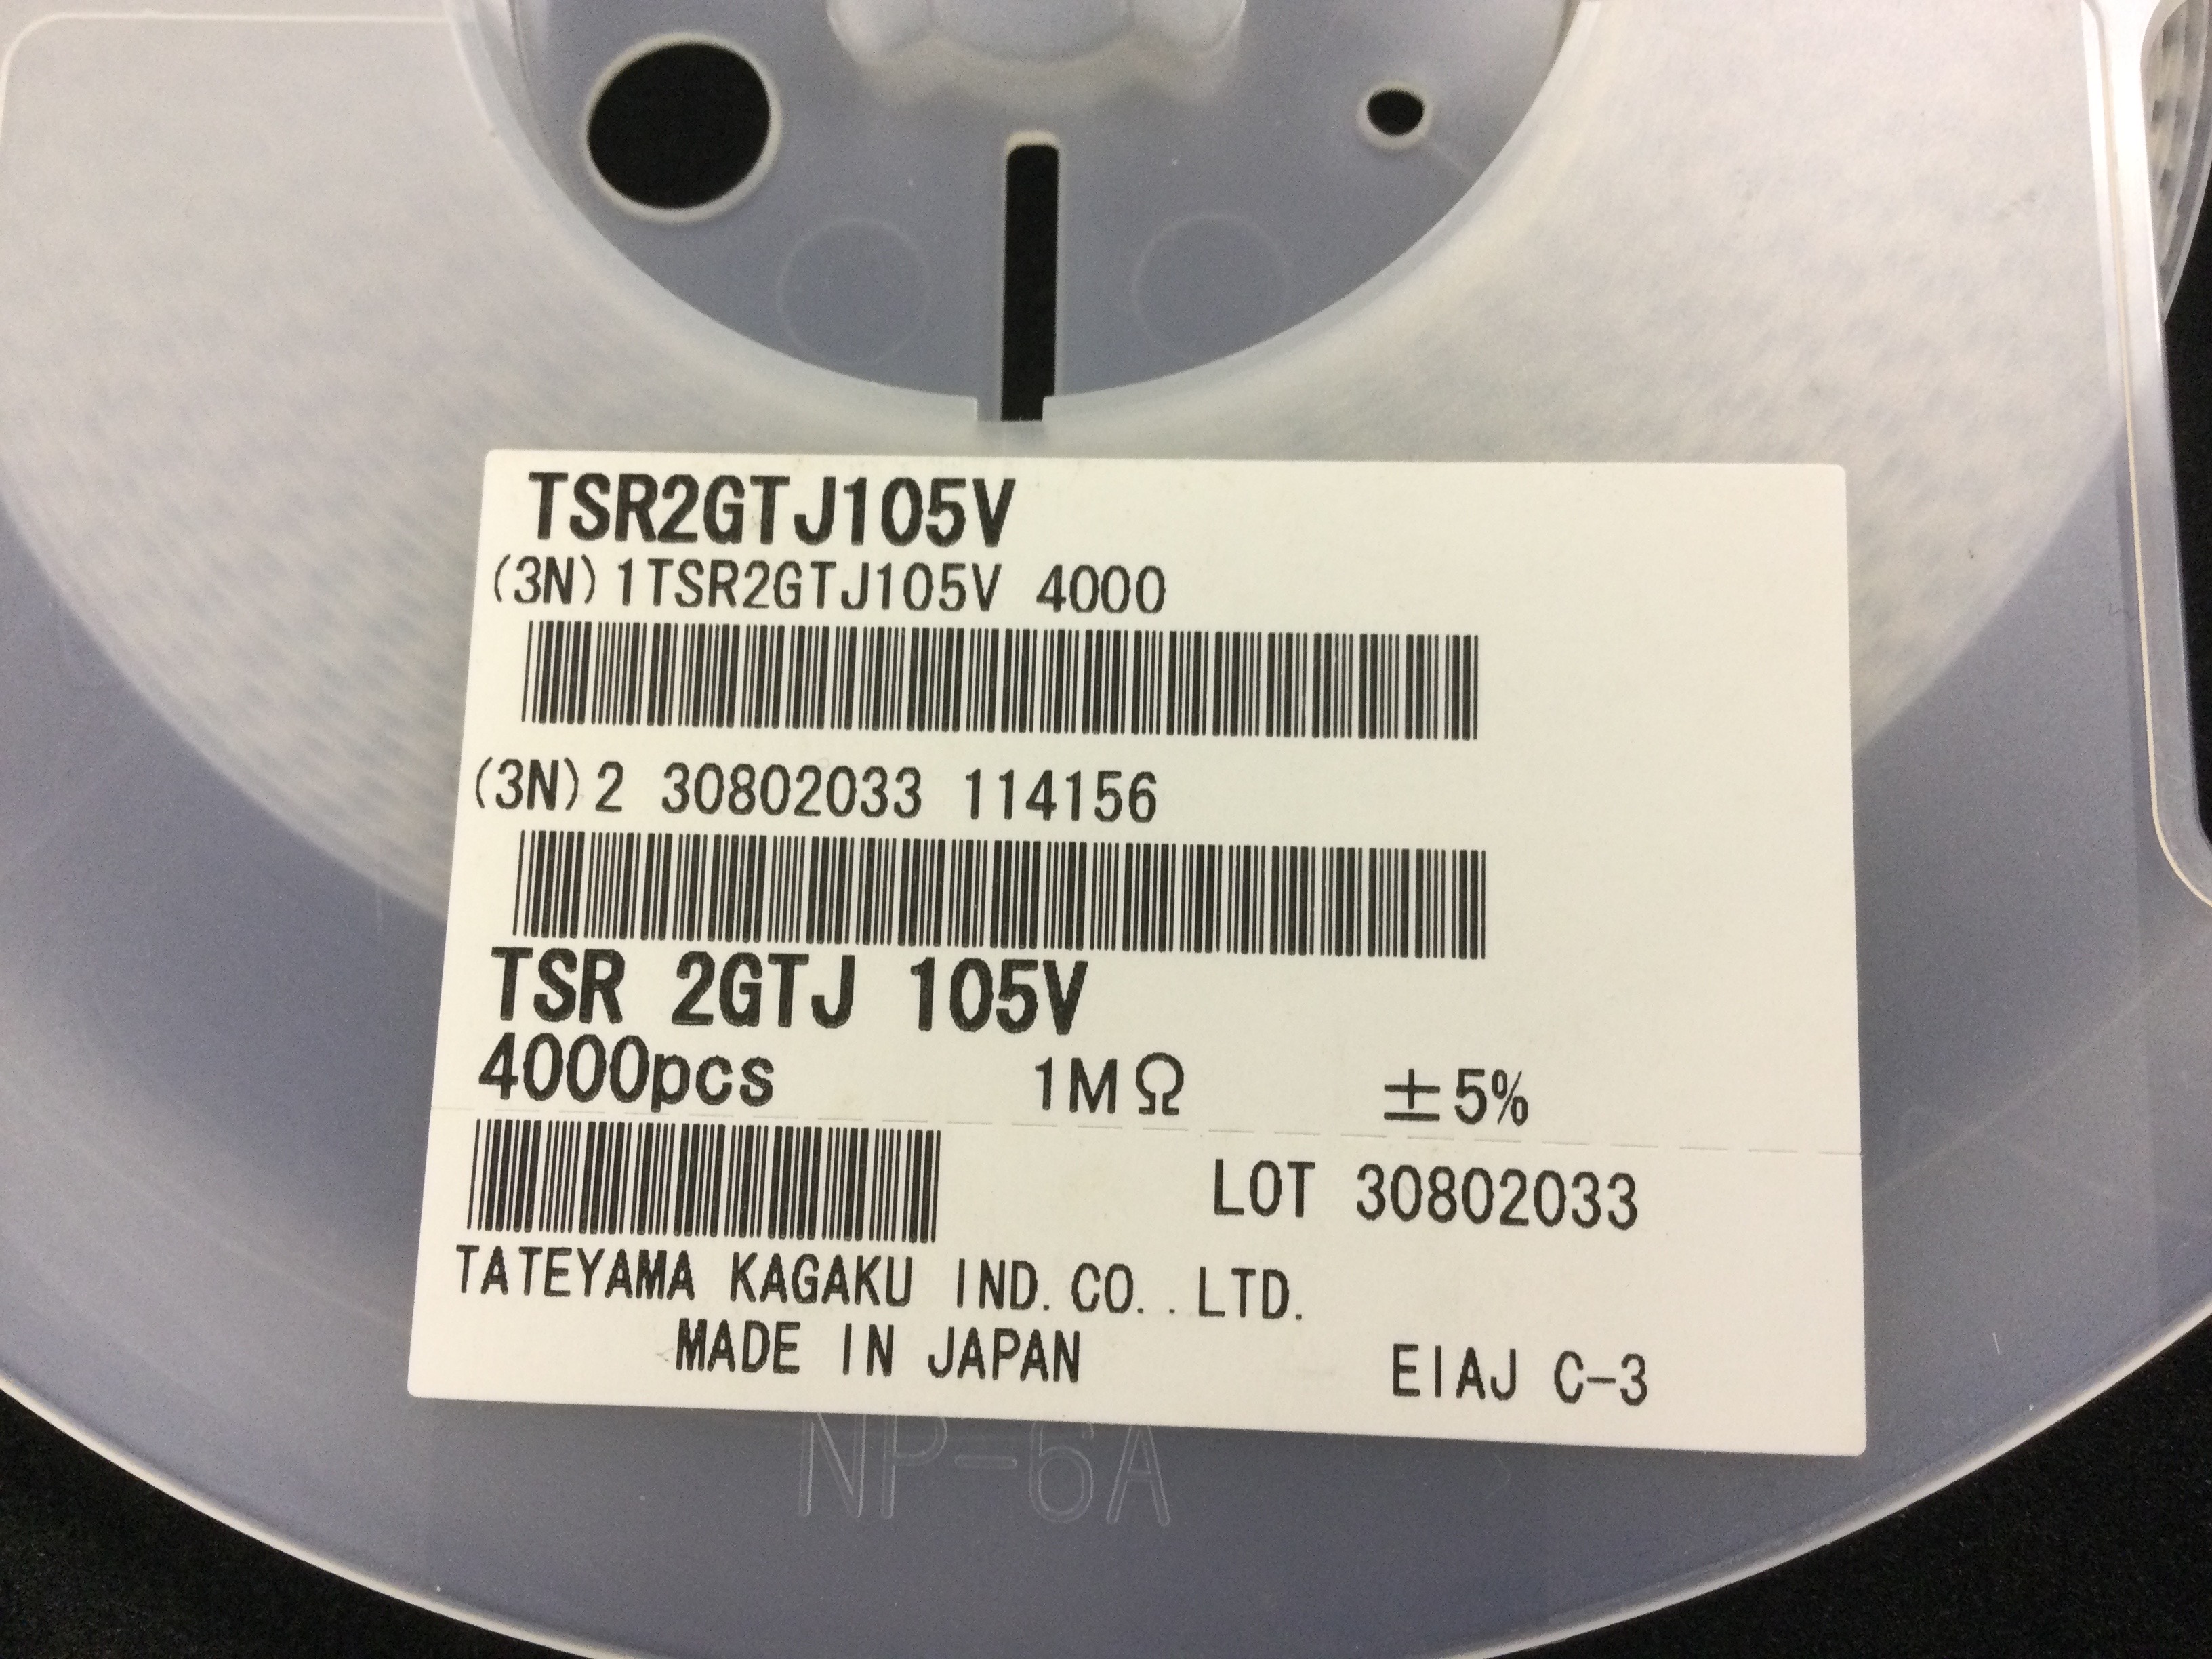 TSR2GTJ105V
(3N)1TSR2GTJ105V 4000
(3N)2 30802033 114156
TSR 2GTJ 105V
4000pcs 1MΩ ±5%
LOT 30802033
TATEYAMA KAGAKU IND.CO..LTD.
MADE IN JAPAN EIAJ C-3
NP-6A